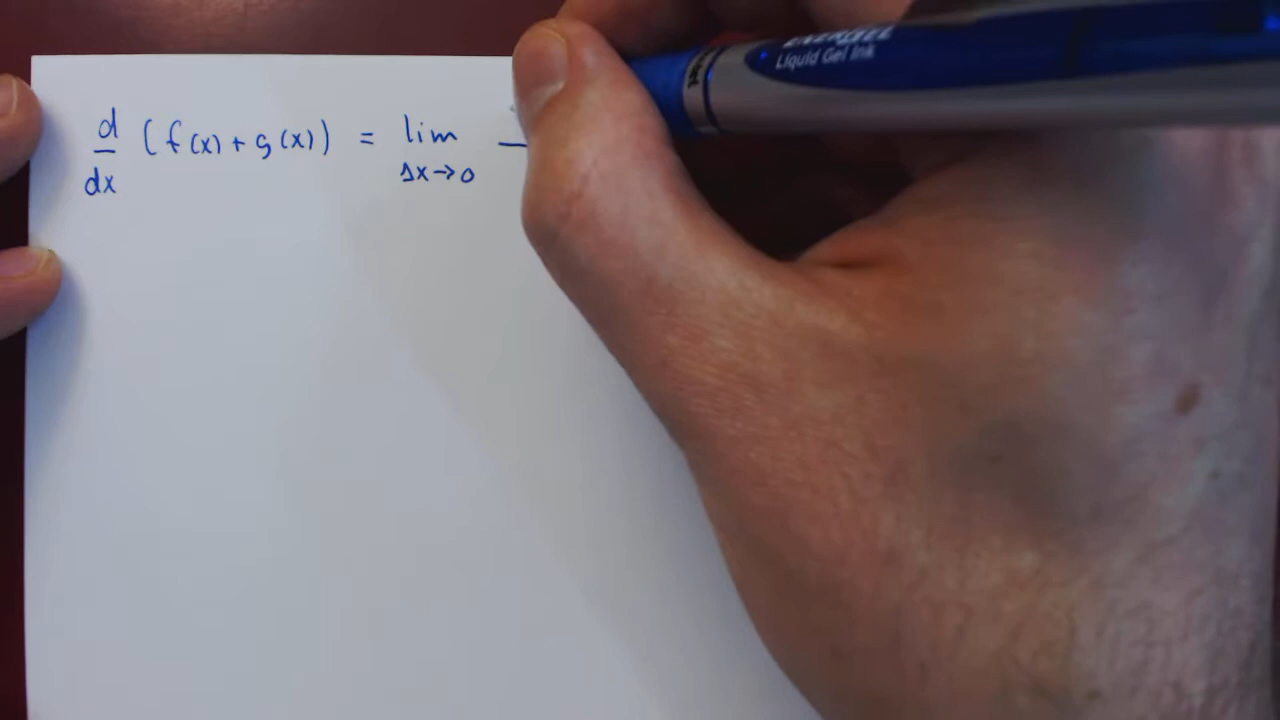 d/dx (f(x) + g(x)) = lim Δx→0
Liquid Gel Ink